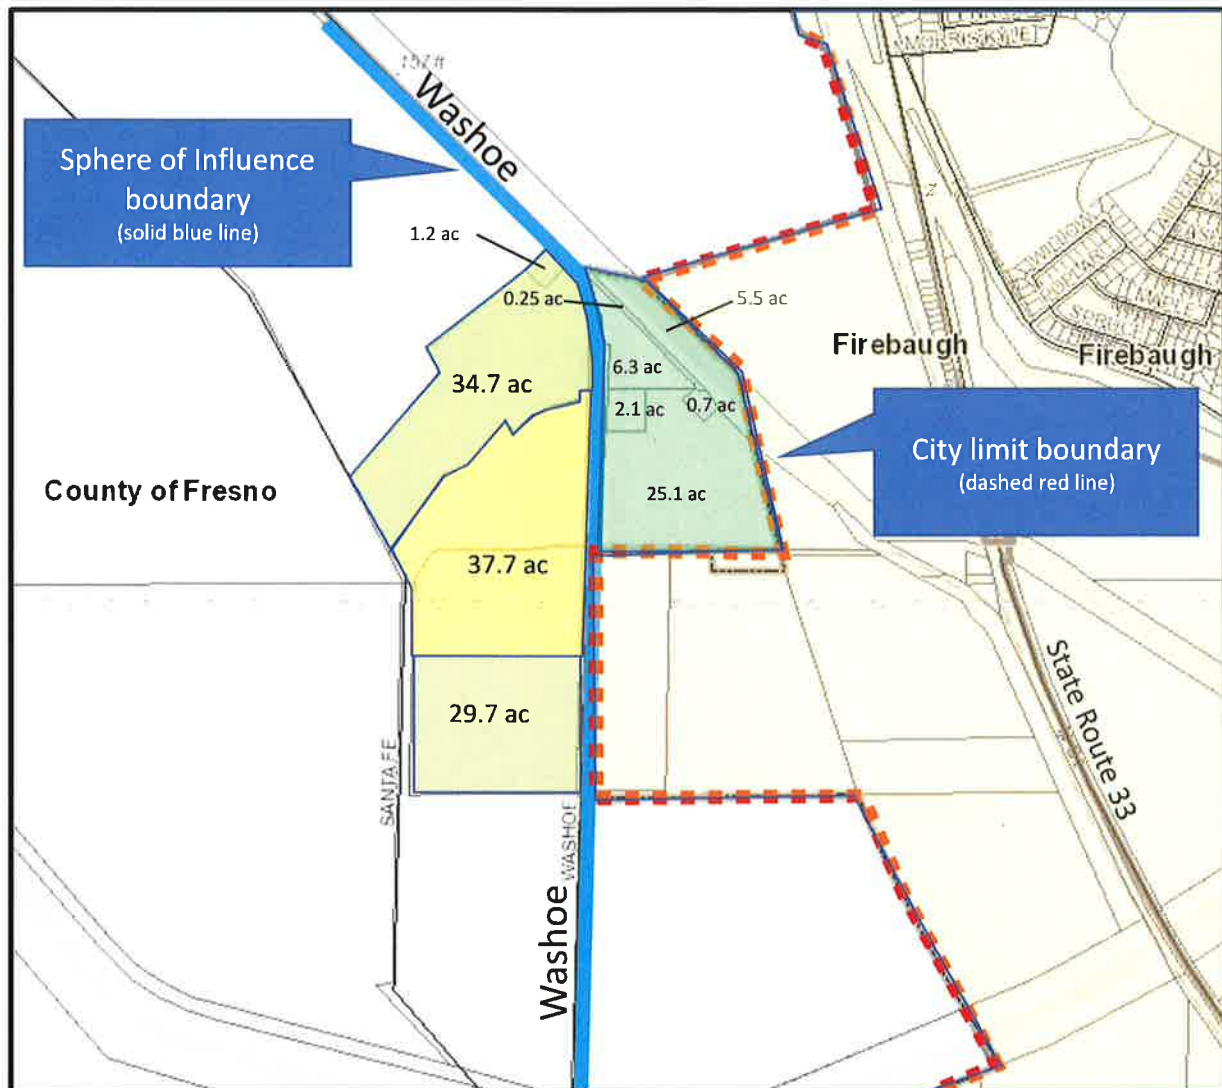 MORRIS KYLE
157 ft
Washoe
Sphere of Influence
boundary
(solid blue line)
1.2 ac
0.25 ac
5.5 ac
Firebaugh
Firebaugh
6.3 ac
34.7 ac
2.1 ac
0.7 ac
City limit boundary
(dashed red line)
County of Fresno
25.1 ac
37.7 ac
29.7 ac
State Route 33
SANTA FE
WASHOE
Washoe